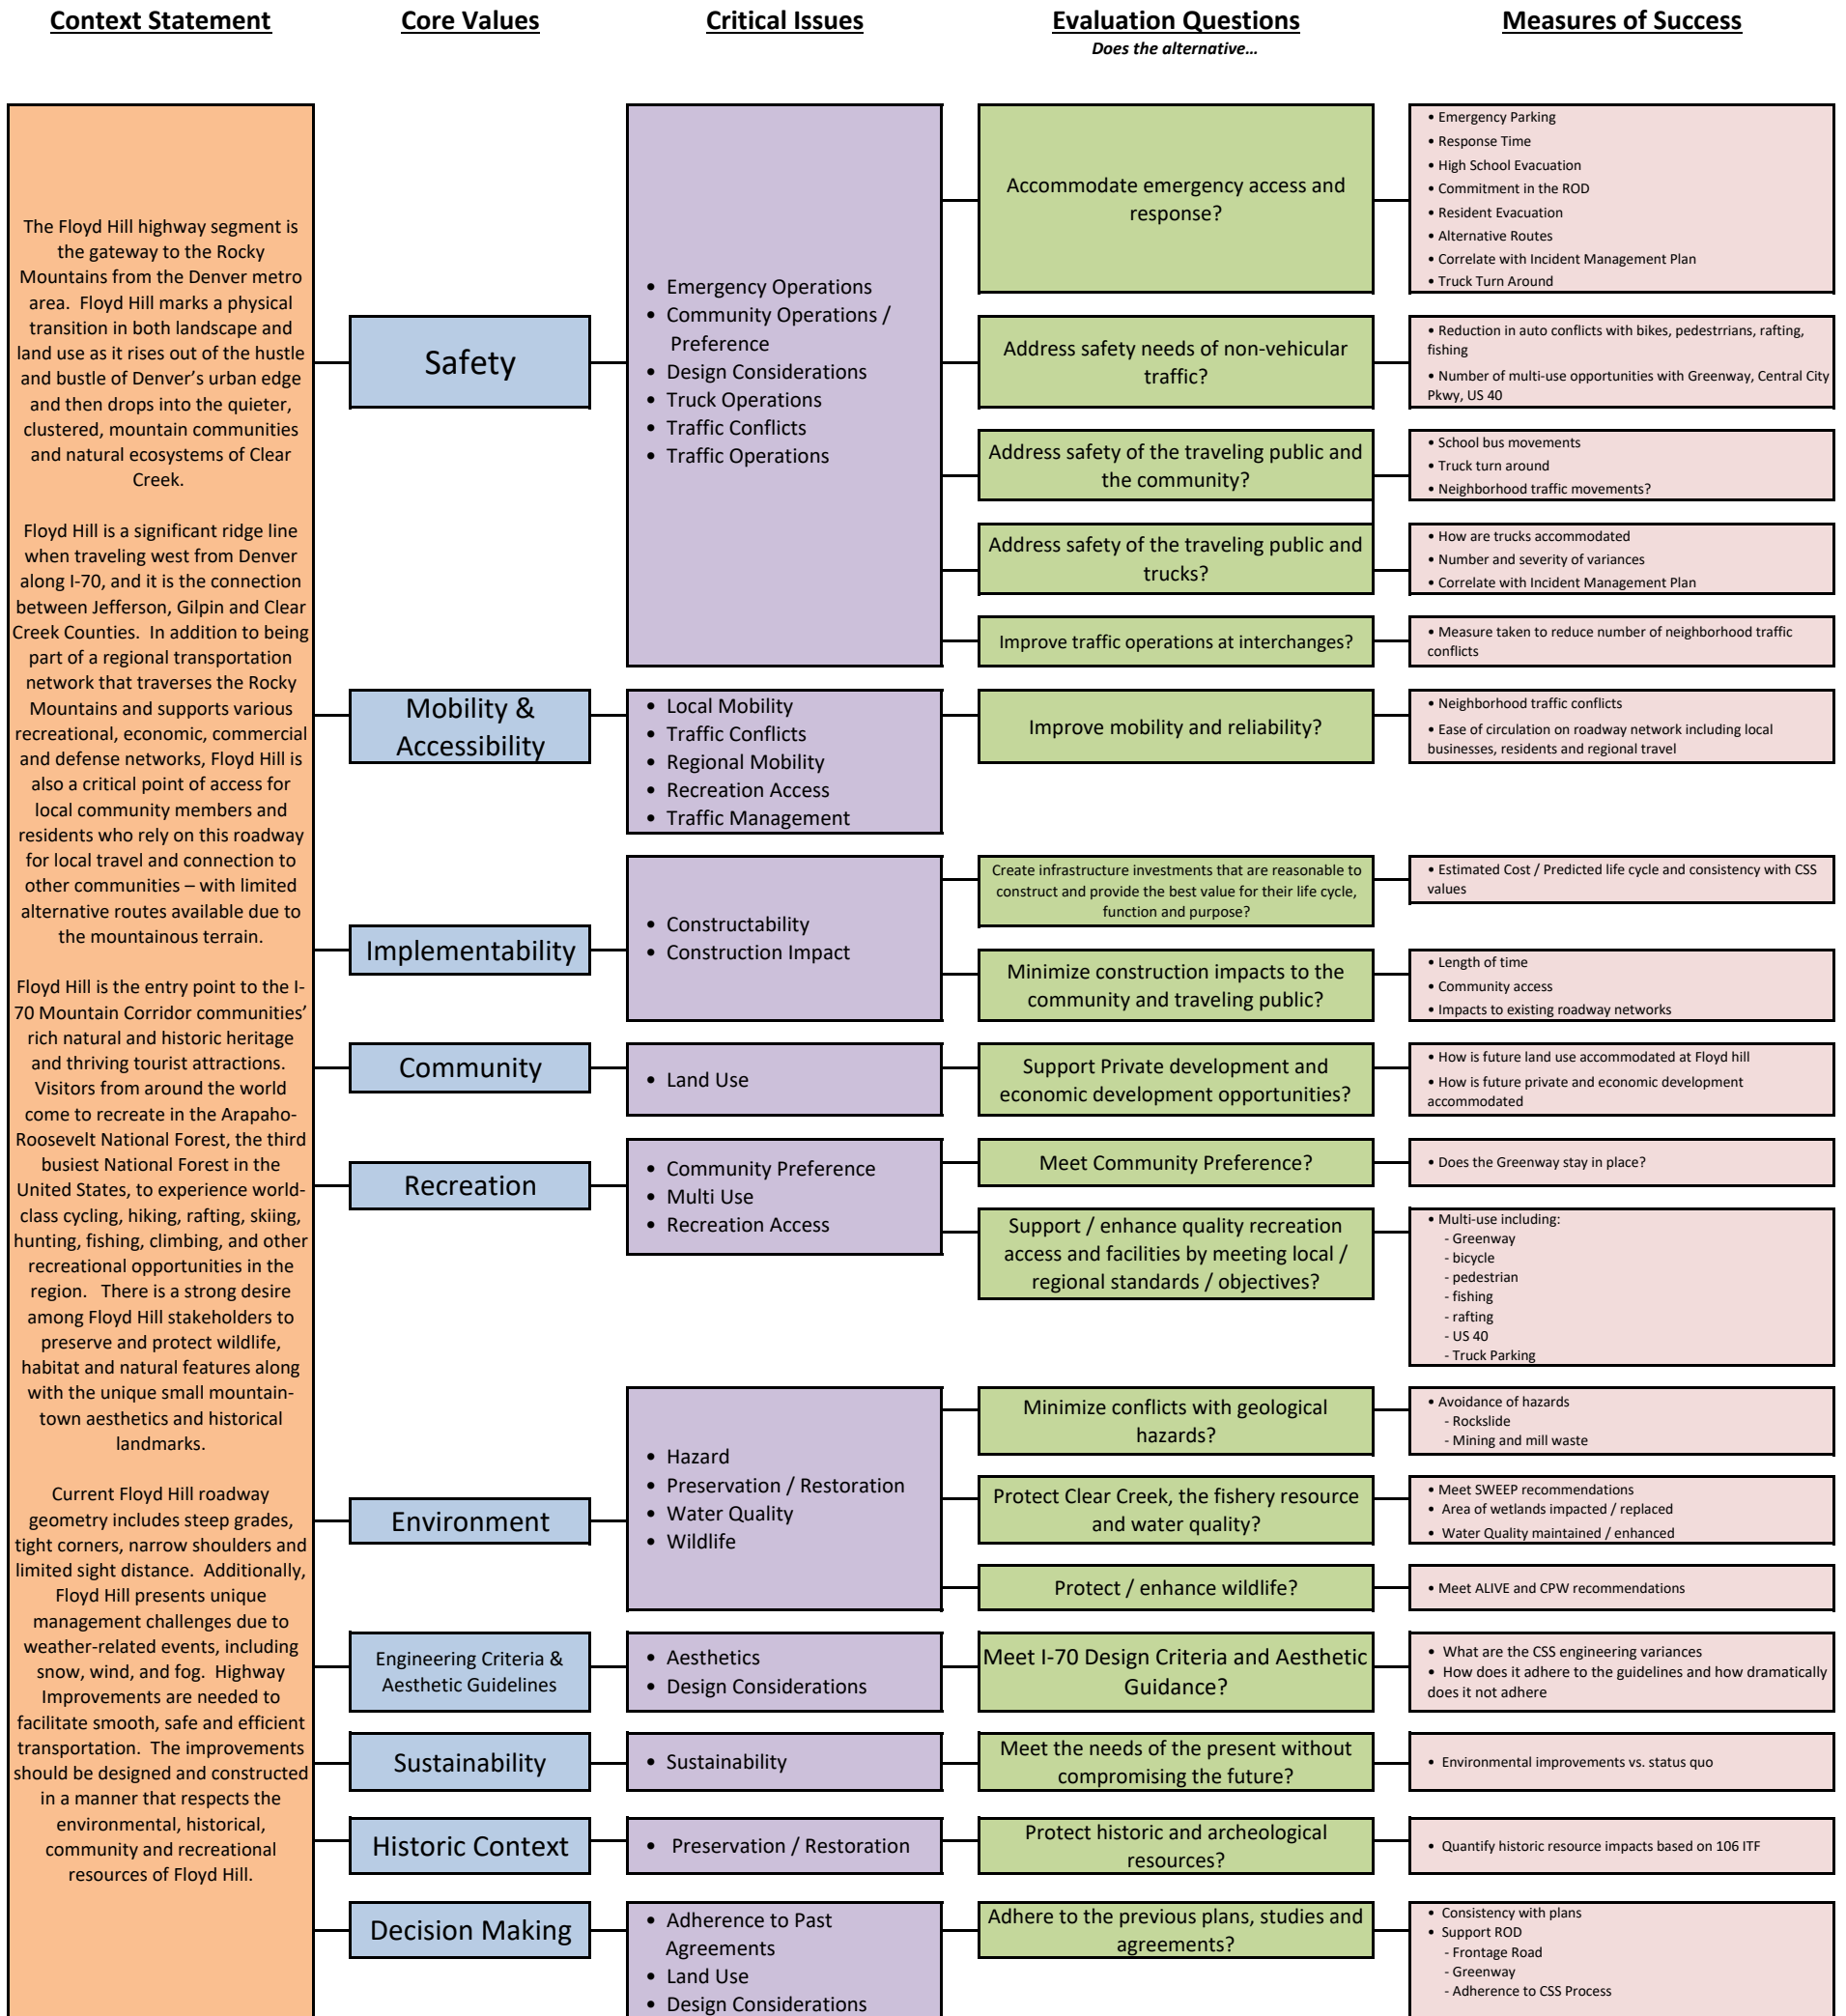 Context Statement
Core Values
Critical Issues
Evaluation Questions
Does the alternative...
Measures of Success
The Floyd Hill highway segment is
the gateway to the Rocky
Mountains from the Denver metro
area. Floyd Hill marks a physical
transition in both landscape and
land use as it rises out of the hustle
and bustle of Denver’s urban edge
and then drops into the quieter,
clustered, mountain communities
and natural ecosystems of Clear
Creek.
Floyd Hill is a significant ridge line
when traveling west from Denver
along I-70, and it is the connection
between Jefferson, Gilpin and Clear
Creek Counties. In addition to being
part of a regional transportation
network that traverses the Rocky
Mountains and supports various
recreational, economic, commercial
and defense networks, Floyd Hill is
also a critical point of access for
local community members and
residents who rely on this roadway
for local travel and connection to
other communities – with limited
alternative routes available due to
the mountainous terrain.
Floyd Hill is the entry point to the I-
70 Mountain Corridor communities’
rich natural and historic heritage
and thriving tourist attractions.
Visitors from around the world
come to recreate in the Arapaho-
Roosevelt National Forest, the third
busiest National Forest in the
United States, to experience world-
class cycling, hiking, rafting, skiing,
hunting, fishing, climbing, and other
recreational opportunities in the
region. There is a strong desire
among Floyd Hill stakeholders to
preserve and protect wildlife,
habitat and natural features along
with the unique small mountain-
town aesthetics and historical
landmarks.
Current Floyd Hill roadway
geometry includes steep grades,
tight corners, narrow shoulders and
limited sight distance. Additionally,
Floyd Hill presents unique
management challenges due to
weather-related events, including
snow, wind, and fog. Highway
Improvements are needed to
facilitate smooth, safe and efficient
transportation. The improvements
should be designed and constructed
in a manner that respects the
environmental, historical,
community and recreational
resources of Floyd Hill.
Safety
• Emergency Operations
• Community Operations /
Preference
• Design Considerations
• Truck Operations
• Traffic Conflicts
• Traffic Operations
Accommodate emergency access and
response?
• Emergency Parking
• Response Time
• High School Evacuation
• Commitment in the ROD
• Resident Evacuation
• Alternative Routes
• Correlate with Incident Management Plan
• Truck Turn Around
Address safety needs of non-vehicular
traffic?
• Reduction in auto conflicts with bikes, pedestrrians, rafting,
fishing
• Number of multi-use opportunities with Greenway, Central City
Pkwy, US 40
Address safety of the traveling public and
the community?
• School bus movements
• Truck turn around
• Neighborhood traffic movements?
Address safety of the traveling public and
trucks?
• How are trucks accommodated
• Number and severity of variances
• Correlate with Incident Management Plan
Improve traffic operations at interchanges?
• Measure taken to reduce number of neighborhood traffic
conflicts
Mobility &
Accessibility
• Local Mobility
• Traffic Conflicts
• Regional Mobility
• Recreation Access
• Traffic Management
Improve mobility and reliability?
• Neighborhood traffic conflicts
• Ease of circulation on roadway network including local
businesses, residents and regional travel
Implementability
• Constructability
• Construction Impact
Create infrastructure investments that are reasonable to
construct and provide the best value for their life cycle,
function and purpose?
• Estimated Cost / Predicted life cycle and consistency with CSS
values
Minimize construction impacts to the
community and traveling public?
• Length of time
• Community access
• Impacts to existing roadway networks
Community
• Land Use
Support Private development and
economic development opportunities?
• How is future land use accommodated at Floyd hill
• How is future private and economic development
accommodated
Recreation
• Community Preference
• Multi Use
• Recreation Access
Meet Community Preference?
• Does the Greenway stay in place?
Support / enhance quality recreation
access and facilities by meeting local /
regional standards / objectives?
• Multi-use including:
- Greenway
- bicycle
- pedestrian
- fishing
- rafting
- US 40
- Truck Parking
Environment
• Hazard
• Preservation / Restoration
• Water Quality
• Wildlife
Minimize conflicts with geological
hazards?
• Avoidance of hazards
- Rockslide
- Mining and mill waste
Protect Clear Creek, the fishery resource
and water quality?
• Meet SWEEP recommendations
• Area of wetlands impacted / replaced
• Water Quality maintained / enhanced
Protect / enhance wildlife?
• Meet ALIVE and CPW recommendations
Engineering Criteria &
Aesthetic Guidelines
• Aesthetics
• Design Considerations
Meet I-70 Design Criteria and Aesthetic
Guidance?
• What are the CSS engineering variances
• How does it adhere to the guidelines and how dramatically
does it not adhere
Sustainability
• Sustainability
Meet the needs of the present without
compromising the future?
• Environmental improvements vs. status quo
Historic Context
• Preservation / Restoration
Protect historic and archeological
resources?
• Quantify historic resource impacts based on 106 ITF
Decision Making
• Adherence to Past
Agreements
• Land Use
• Design Considerations
Adhere to the previous plans, studies and
agreements?
• Consistency with plans
• Support ROD
- Frontage Road
- Greenway
- Adherence to CSS Process